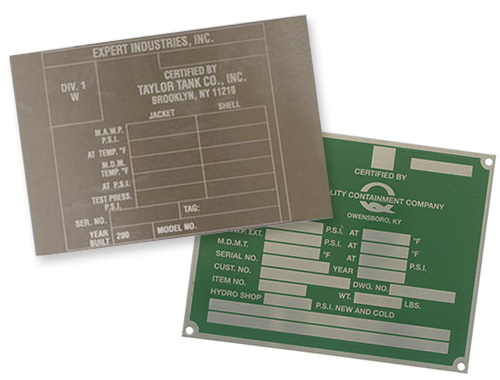 EXPERT INDUSTRIES, INC.
DIV. 1
W
CERTIFIED BY
TAYLOR TANK CO., INC.
BROOKLYN, NY 11210
JACKET SHELL
M.A.W.P.
P.S.I.
AT TEMP. °F
M.D.M.
TEMP. °F
AT P.S.I.
TEST PRESS.
P.S.I.
SER. NO. TAG:
YEAR
BUILT 200 MODEL NO.
CERTIFIED BY
LITY CONTAINMENT COMPANY
OWENSBORO, KY
EXT. P.S.I. AT °F
M.D.M.T. °F AT P.S.I.
SERIAL NO. YEAR
CUST. NO. DWG. NO.
ITEM NO. WT. LBS.
HYDRO SHOP P.S.I. NEW AND COLD